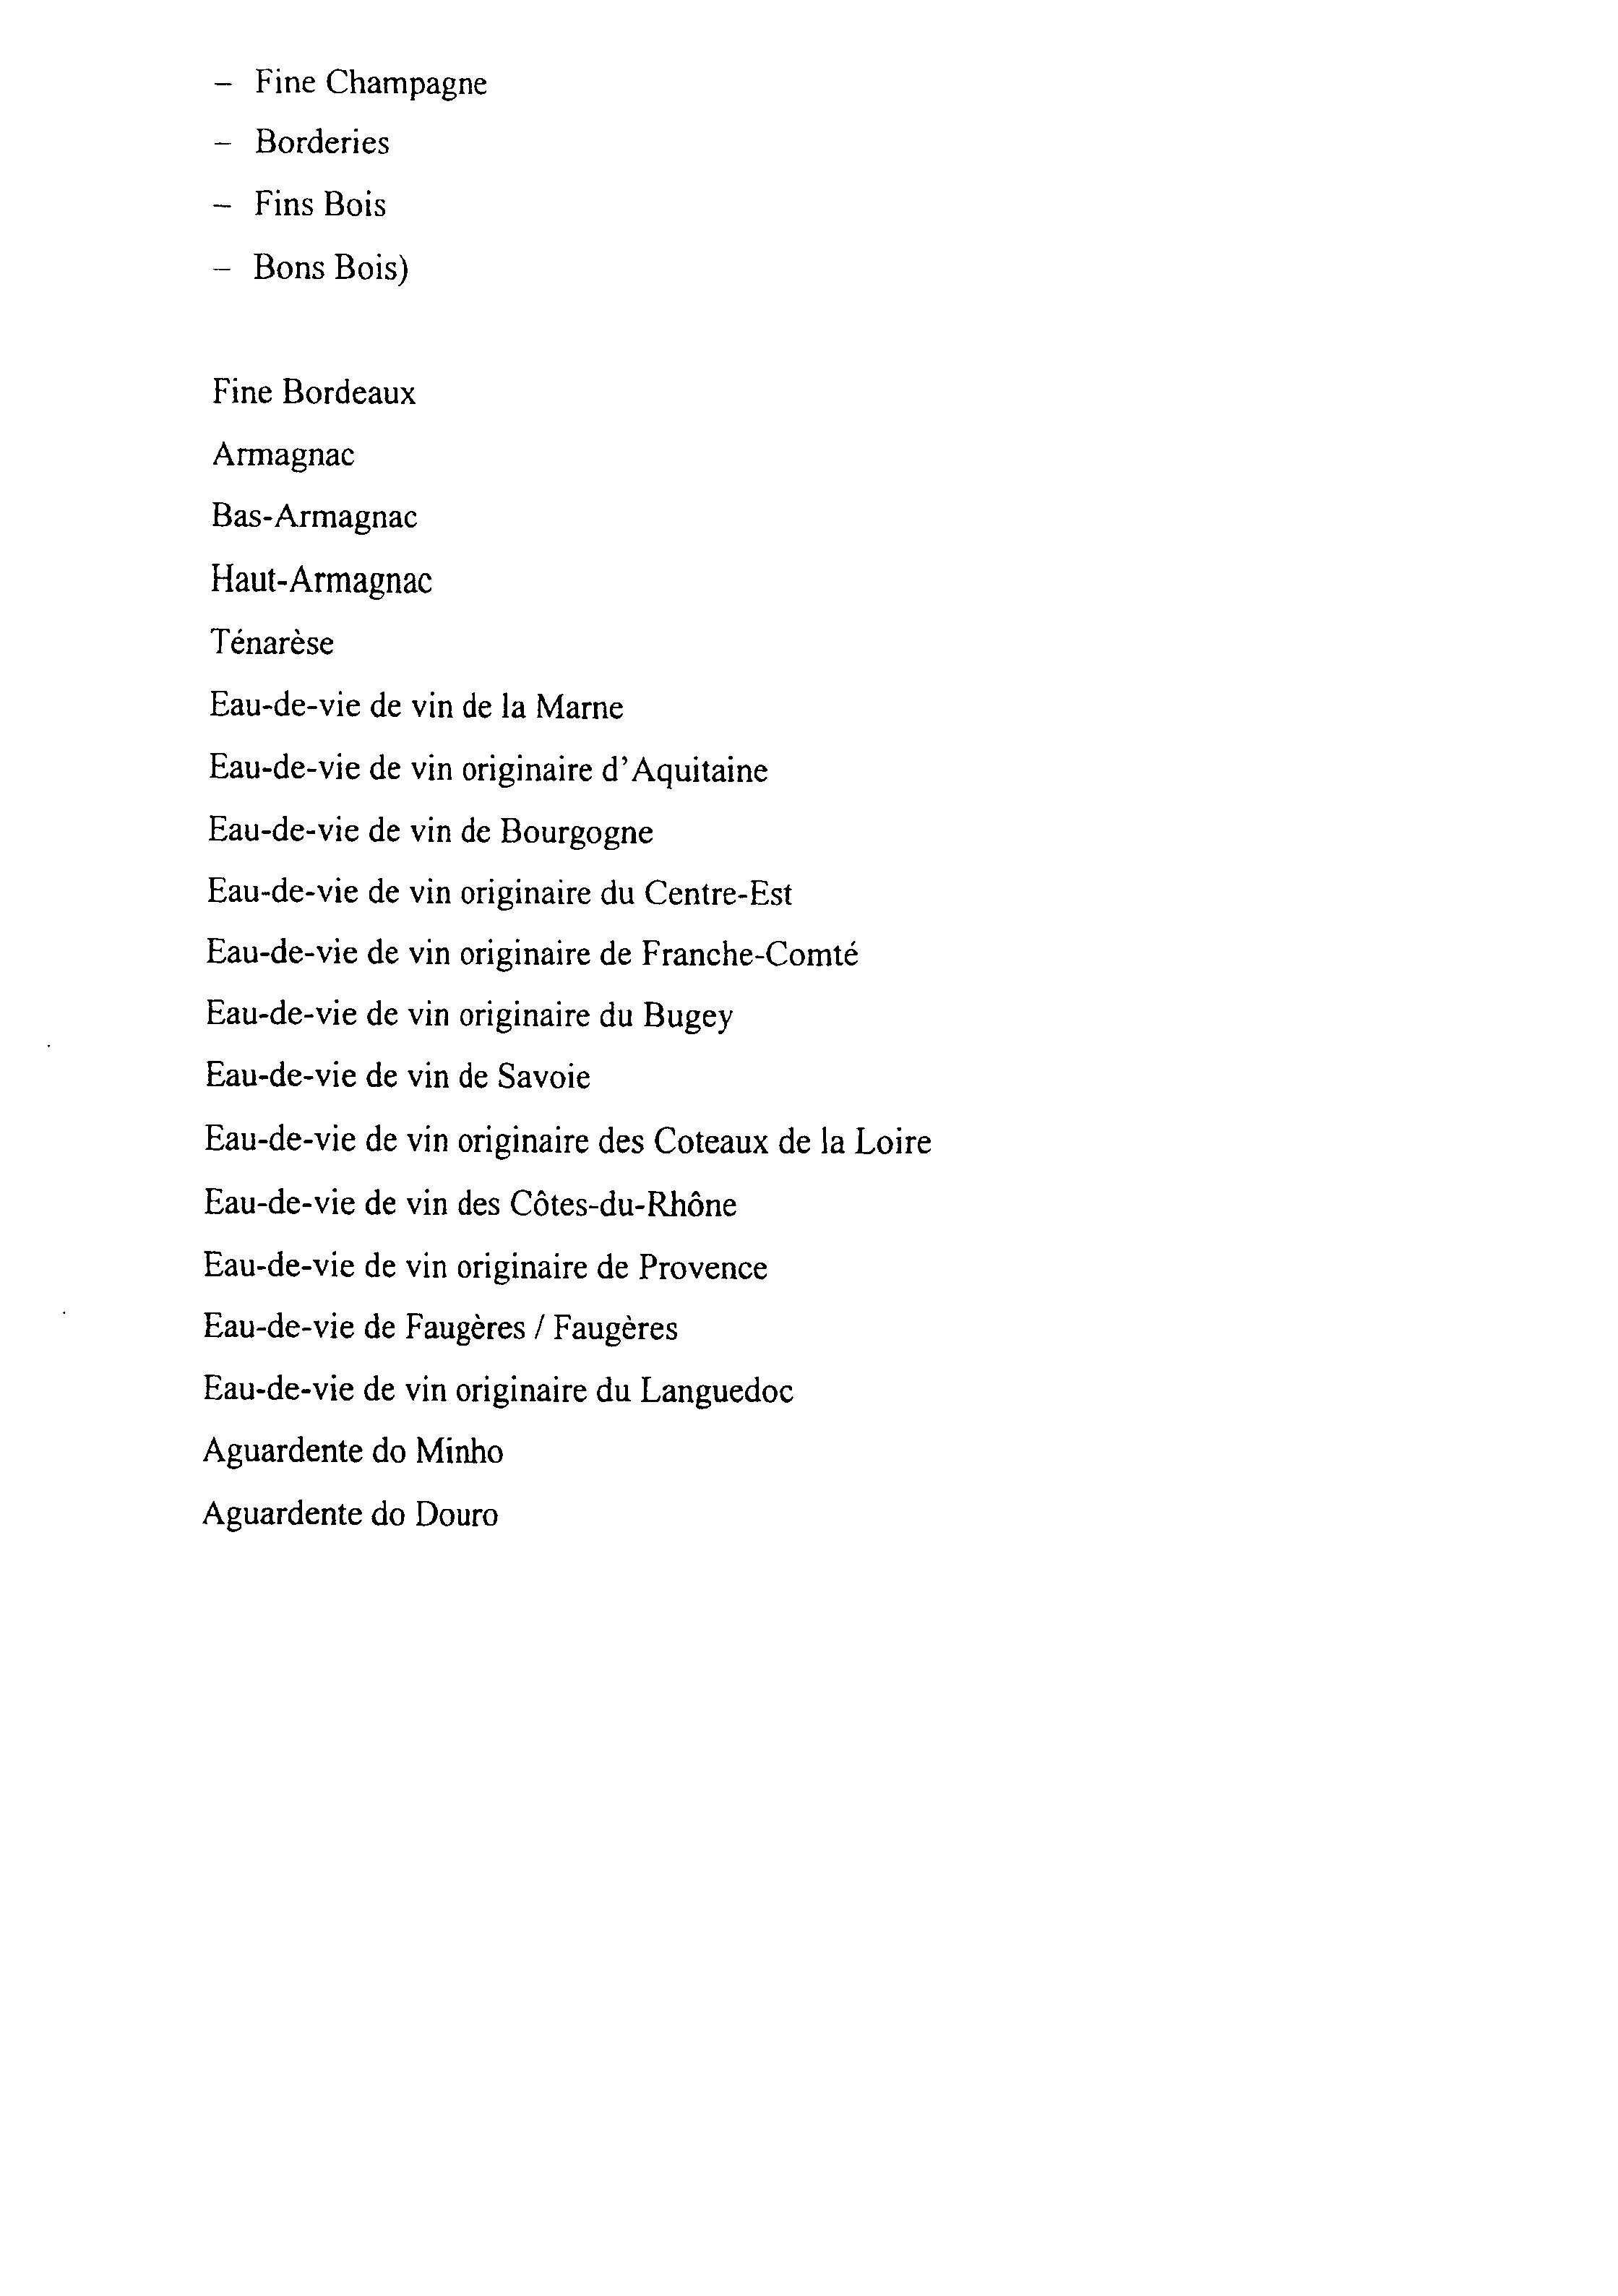 – Fine Champagne
– Borderies
– Fins Bois
– Bons Bois)
Fine Bordeaux
Armagnac
Bas-Armagnac
Haut-Armagnac
Ténarèse
Eau-de-vie de vin de la Marne
Eau-de-vie de vin originaire d'Aquitaine
Eau-de-vie de vin de Bourgogne
Eau-de-vie de vin originaire du Centre-Est
Eau-de-vie de vin originaire de Franche-Comté
Eau-de-vie de vin originaire du Bugey
Eau-de-vie de vin de Savoie
Eau-de-vie de vin originaire des Coteaux de la Loire
Eau-de-vie de vin des Côtes-du-Rhône
Eau-de-vie de vin originaire de Provence
Eau-de-vie de Faugères / Faugères
Eau-de-vie de vin originaire du Languedoc
Aguardente do Minho
Aguardente do Douro